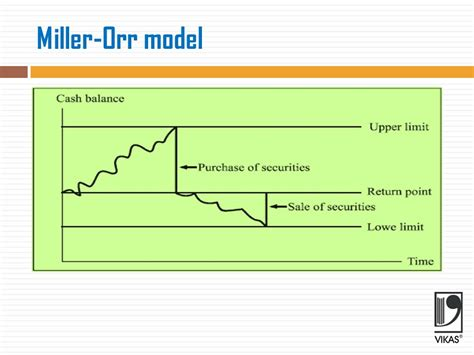 Miller-Orr model
Cash balance
Upper limit
Purchase of securities
Return point
Sale of securities
Lowe limit
Time
VIKAS®